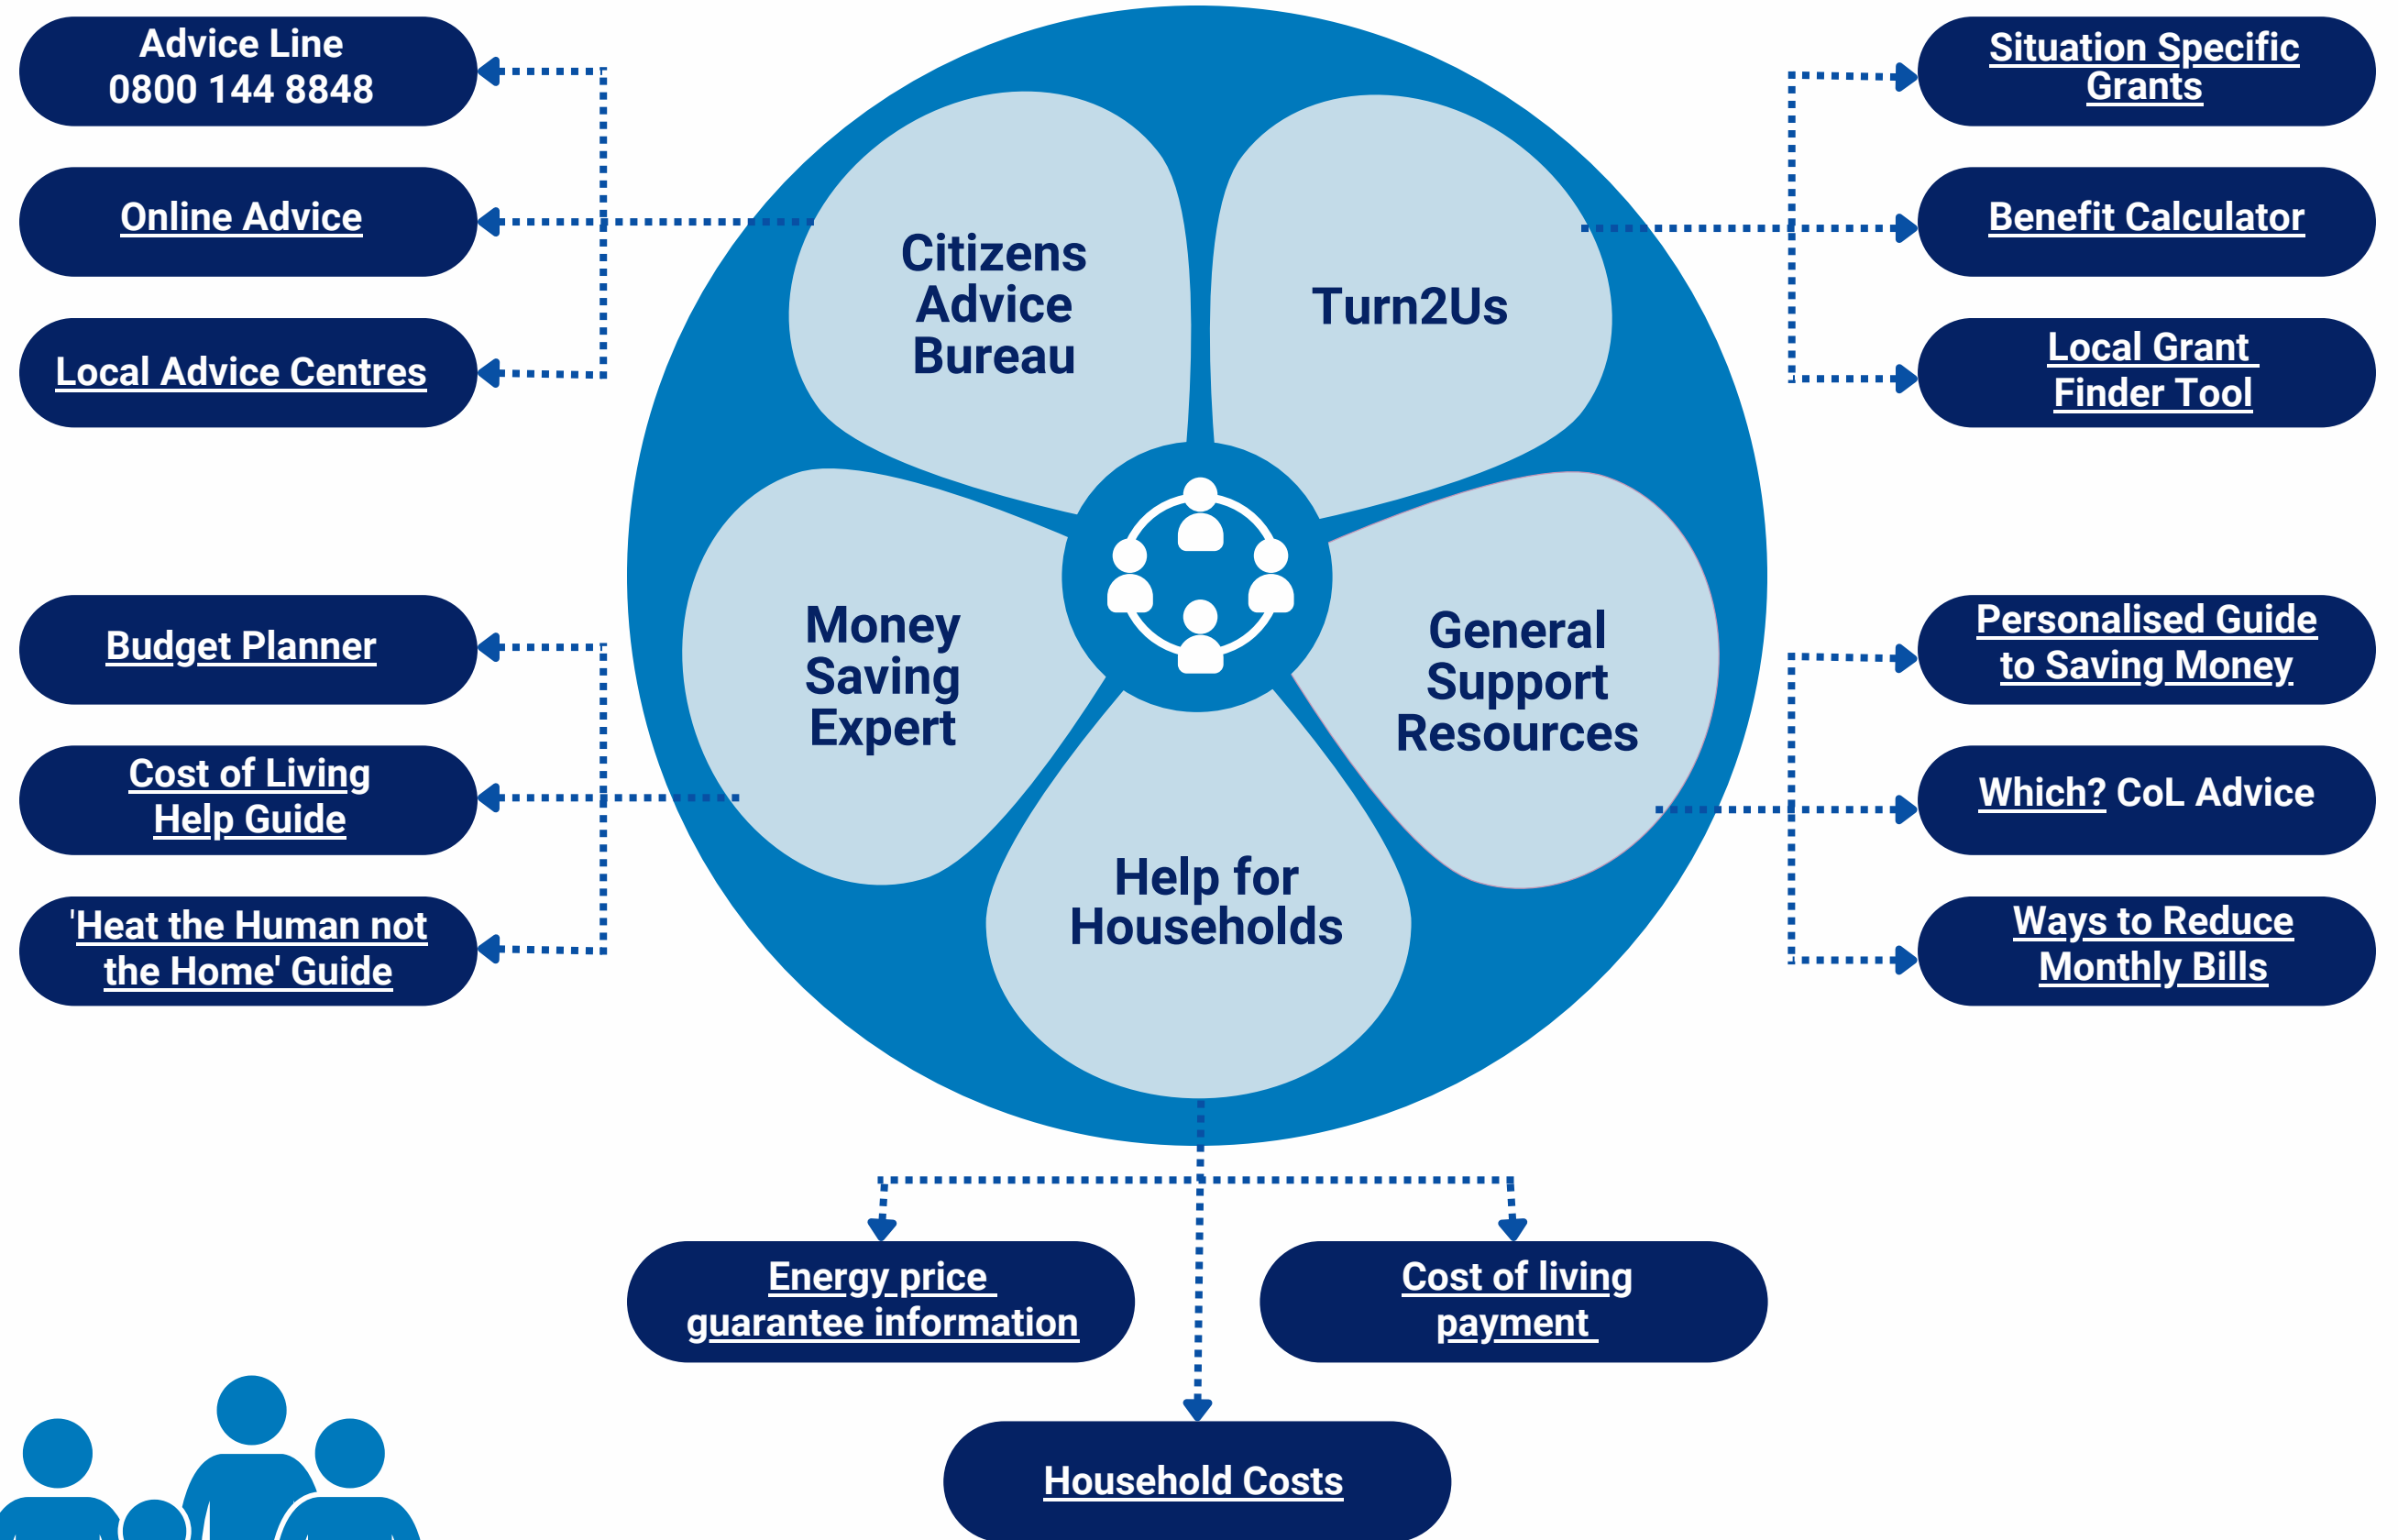 Advice Line
0800 144 8848
Online Advice
Local Advice Centres
Citizens
Advice
Bureau
Turn2Us
Situation Specific
Grants
Benefit Calculator
Local Grant
Finder Tool
Budget Planner
Cost of Living
Help Guide
'Heat the Human not
the Home' Guide
Money
Saving
Expert
General
Support
Resources
Personalised Guide
to Saving Money
Which? CoL Advice
Ways to Reduce
Monthly Bills
Help for
Households
Energy price
guarantee information
Cost of living
payment
Household Costs